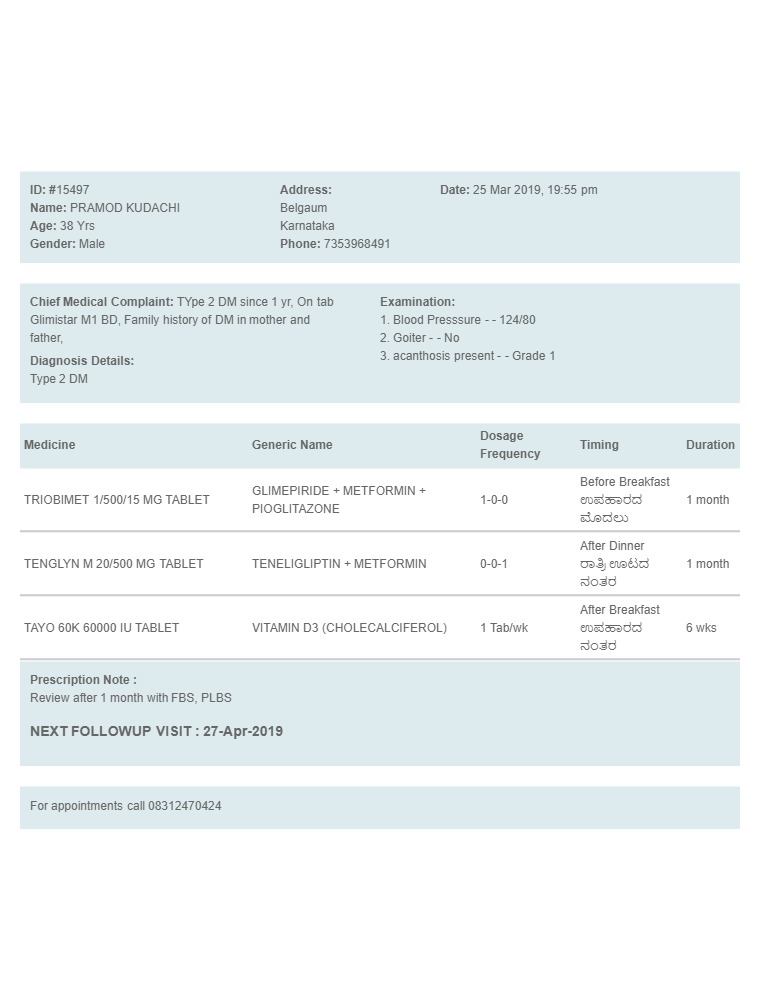 ID: #15497
Name: PRAMOD KUDACHI
Age: 38 Yrs
Gender: Male
Address:
Belgaum
Karnataka
Phone: 7353968491
Date: 25 Mar 2019, 19:55 pm
Chief Medical Complaint: TYpe 2 DM since 1 yr, On tab
Glimistar M1 BD, Family history of DM in mother and
father,
Diagnosis Details:
Type 2 DM
Examination:
1. Blood Presssure - - 124/80
2. Goiter - - No
3. acanthosis present - - Grade 1
Medicine Generic Name Dosage Frequency Timing Duration
TRIOBIMET 1/500/15 MG TABLET
GLIMEPIRIDE + METFORMIN +
PIOGLITAZONE
1-0-0
Before Breakfast
ಉಪಹಾರದ
ಮೊದಲು
1 month
TENGLYN M 20/500 MG TABLET
TENELIGLIPTIN + METFORMIN
0-0-1
After Dinner
ರಾತ್ರಿ ಊಟದ
ನಂತರ
1 month
TAYO 60K 60000 IU TABLET
VITAMIN D3 (CHOLECALCIFEROL)
1 Tab/wk
After Breakfast
ಉಪಹಾರದ
ನಂತರ
6 wks
Prescription Note :
Review after 1 month with FBS, PLBS
NEXT FOLLOWUP VISIT : 27-Apr-2019
For appointments call 08312470424